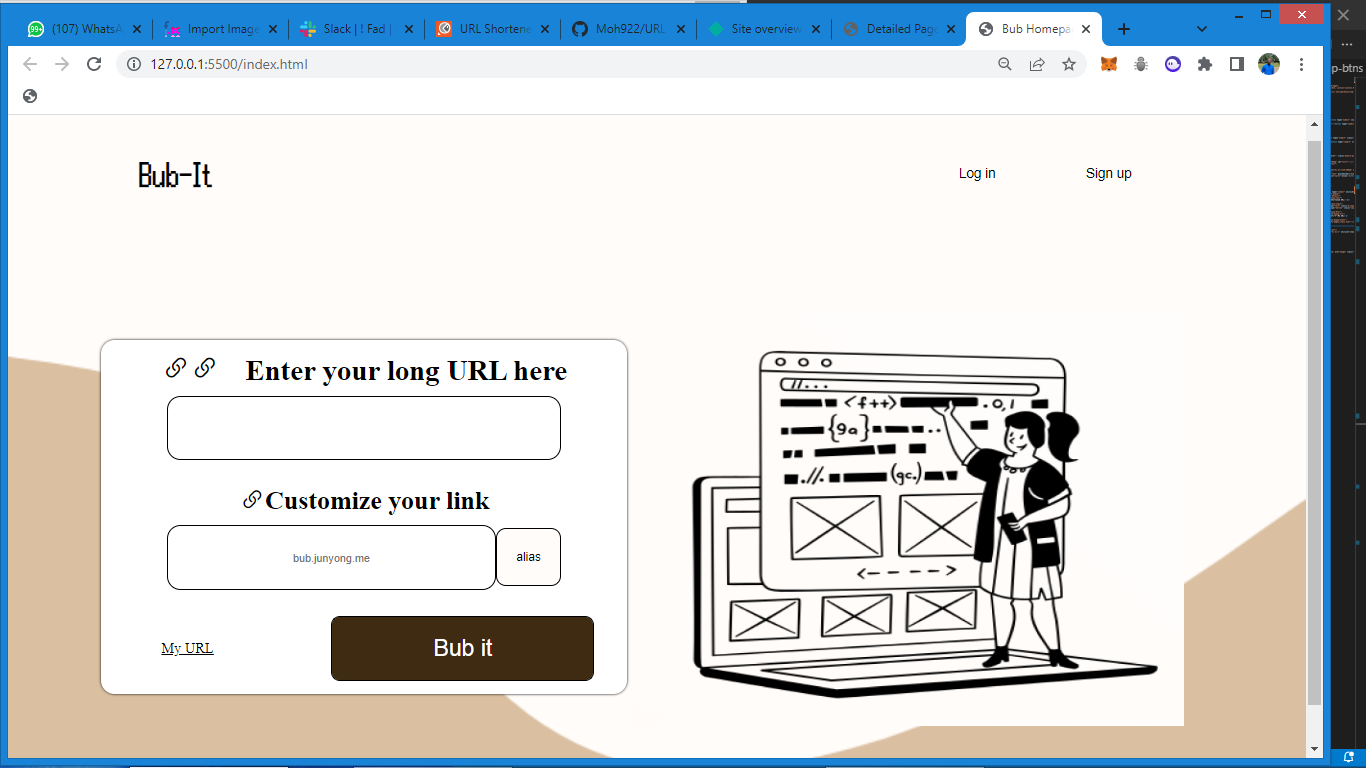 (107) WhatsA
Import Image
Slack | ! Fad |
URL Shortene
Moh922/URL
Site overview
Detailed Page
Bub Homepa
127.0.0.1:5500/index.html
p-btns
Bub-It
Log in
Sign up
Enter your long URL here
Customize your link
bub.junyong.me
alias
My URL
Bub it
//...
<f++>
.0,1
{ga}
..
.//.
(gc.)
<---->